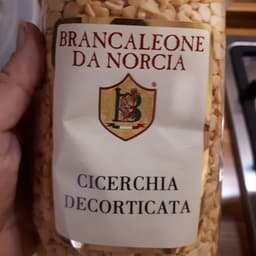 BRANCALEONE
DA NORCIA
B
CICERCHIA
DECORTICATA